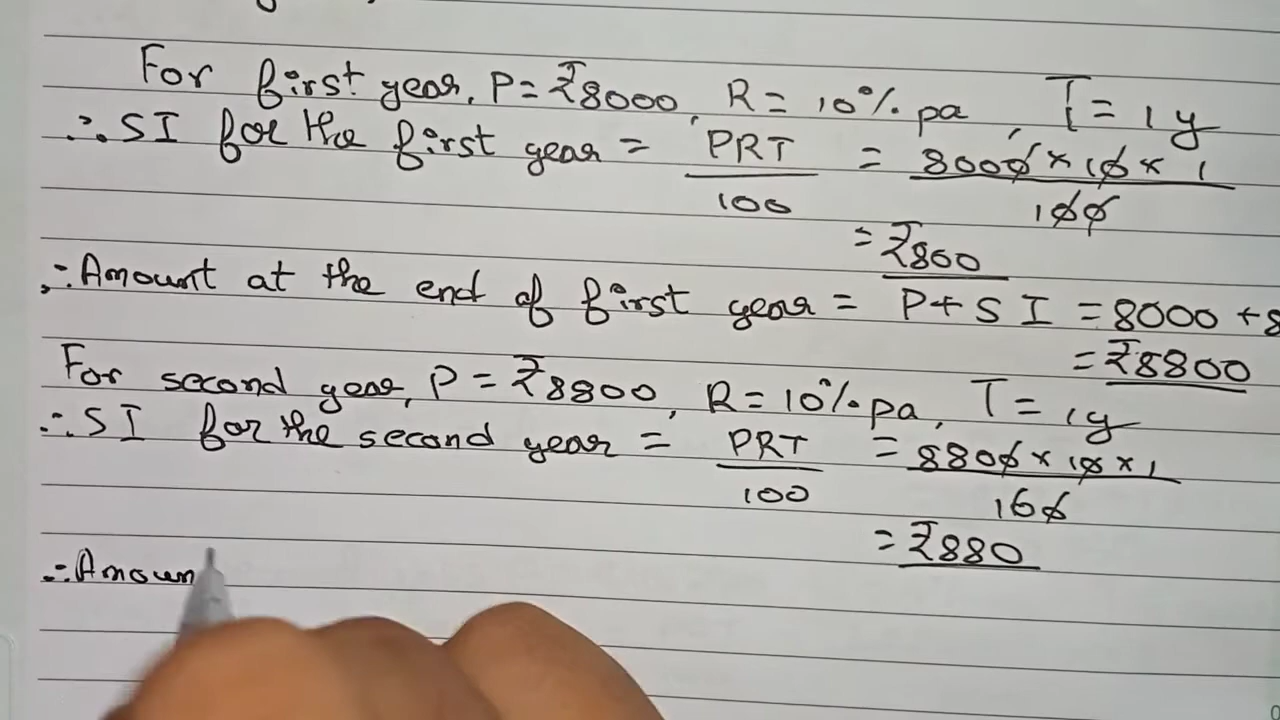 For first year, P = ₹8000, R = 10% pa, T = 1y
∴ SI for the first year = PRT/100 = 8000 × 10 × 1/100
= ₹800
∴ Amount at the end of first year = P + S I = 8000 + 8
= ₹8800
For second year, P = ₹8800, R = 10% pa, T = 1y
∴ SI for the second year = PRT/100 = 8800 × 10 × 1/100
= ₹880
∴ Amoun